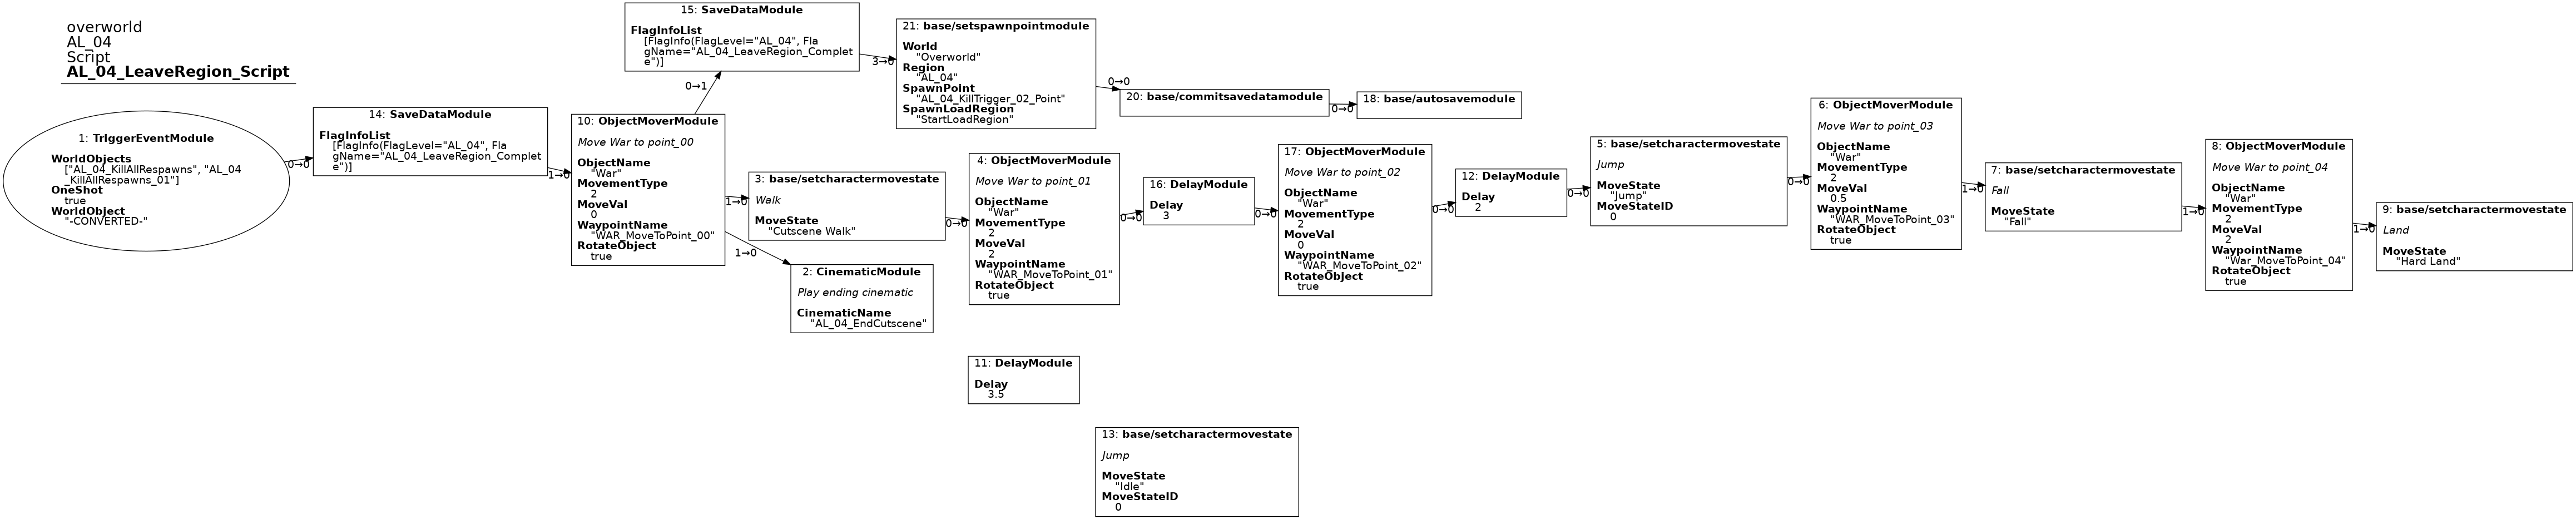 overworld
AL_04
Script
AL_04_LeaveRegion_Script
1: TriggerEventModule
WorldObjects
["AL_04_KillAllRespawns", "AL_04
_KillAllRespawns_01"]
OneShot
true
WorldObject
"-CONVERTED-"
0→0
14: SaveDataModule
FlagInfoList
[FlagInfo(FlagLevel="AL_04", Fla
gName="AL_04_LeaveRegion_Complet
e")]
1→0
10: ObjectMoverModule
Move War to point_00
ObjectName
"War"
MovementType
2
MoveVal
0
WaypointName
"WAR_MoveToPoint_00"
RotateObject
true
0→1
15: SaveDataModule
FlagInfoList
[FlagInfo(FlagLevel="AL_04", Fla
gName="AL_04_LeaveRegion_Complet
e")]
3→0
21: base/setspawnpointmodule
World
"Overworld"
Region
"AL_04"
SpawnPoint
"AL_04_KillTrigger_02_Point"
SpawnLoadRegion
"StartLoadRegion"
0→0
20: base/commitsavedatamodule
0→0
18: base/autosavemodule
1→0
3: base/setcharactermovestate
Walk
MoveState
"Cutscene Walk"
1→0
2: CinematicModule
Play ending cinematic
CinematicName
"AL_04_EndCutscene"
0→0
4: ObjectMoverModule
Move War to point_01
ObjectName
"War"
MovementType
2
MoveVal
2
WaypointName
"WAR_MoveToPoint_01"
RotateObject
true
0→0
16: DelayModule
Delay
3
0→0
17: ObjectMoverModule
Move War to point_02
ObjectName
"War"
MovementType
2
MoveVal
0
WaypointName
"WAR_MoveToPoint_02"
RotateObject
true
0→0
12: DelayModule
Delay
2
0→0
5: base/setcharactermovestate
Jump
MoveState
"Jump"
MoveStateID
0
0→0
6: ObjectMoverModule
Move War to point_03
ObjectName
"War"
MovementType
2
MoveVal
0.5
WaypointName
"WAR_MoveToPoint_03"
RotateObject
true
1→0
7: base/setcharactermovestate
Fall
MoveState
"Fall"
1→0
8: ObjectMoverModule
Move War to point_04
ObjectName
"War"
MovementType
2
MoveVal
2
WaypointName
"War_MoveToPoint_04"
RotateObject
true
1→0
9: base/setcharactermovestate
Land
MoveState
"Hard Land"
11: DelayModule
Delay
3.5
13: base/setcharactermovestate
Jump
MoveState
"Idle"
MoveStateID
0